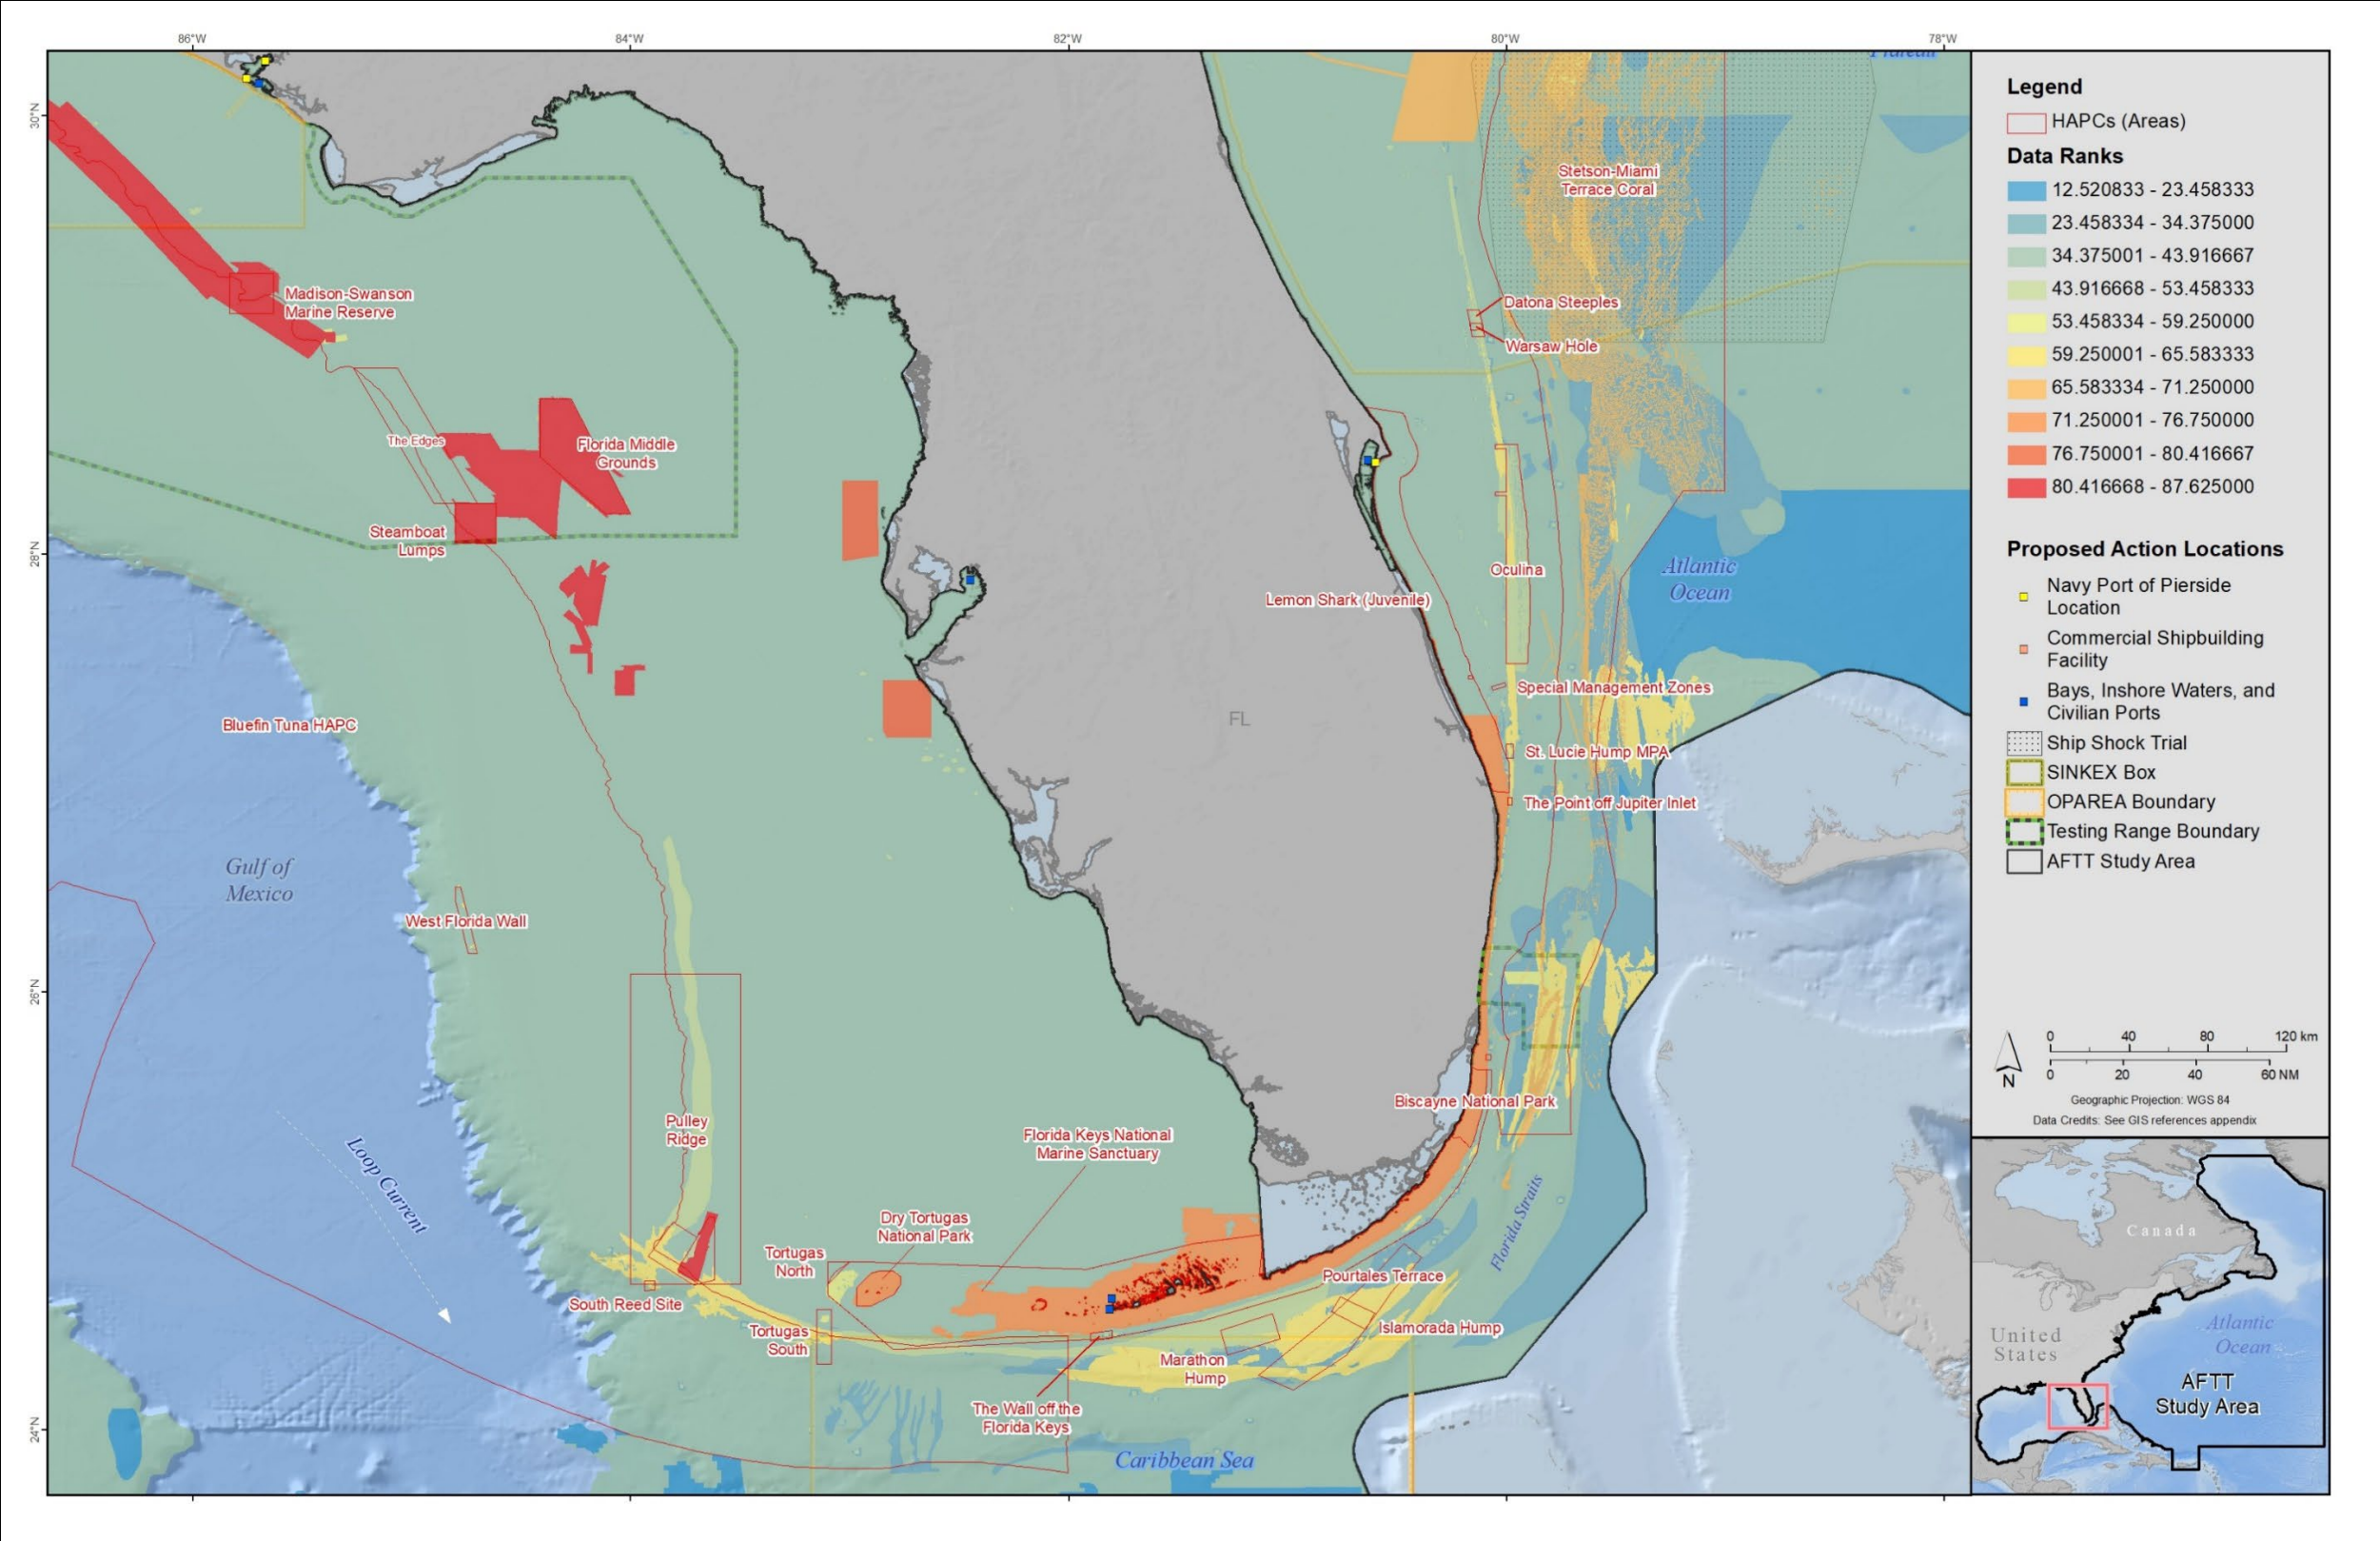 86°W
84°W
82°W
80°W
78°W
30°N
28°N
26°N
24°N
Stetson-Miami
Terrace Coral
Madison-Swanson
Marine Reserve
Datona Steeples
Warsaw Hole
The Edges
Florida Middle
Grounds
Steamboat
Lumps
Oculina
Atlantic
Ocean
Lemon Shark (Juvenile)
Special Management Zones
Bluefin Tuna HAPC
FL
St. Lucie Hump MPA
The Point off Jupiter Inlet
Gulf of
Mexico
West Florida Wall
Biscayne National Park
Pulley
Ridge
Florida Keys National
Marine Sanctuary
Loop Current
Dry Tortugas
National Park
Florida Straits
Tortugas
North
Pourtales Terrace
South Reed Site
Tortugas
South
Islamorada Hump
Marathon
Hump
The Wall off the
Florida Keys
Caribbean Sea
Legend
HAPCs (Areas)
Data Ranks
12.520833 - 23.458333
23.458334 - 34.375000
34.375001 - 43.916667
43.916668 - 53.458333
53.458334 - 59.250000
59.250001 - 65.583333
65.583334 - 71.250000
71.250001 - 76.750000
76.750001 - 80.416667
80.416668 - 87.625000
Proposed Action Locations
Navy Port of Pierside
Location
Commercial Shipbuilding
Facility
Bays, Inshore Waters, and
Civilian Ports
Ship Shock Trial
SINKEX Box
OPAREA Boundary
Testing Range Boundary
AFTT Study Area
0 40 80 120 km
0 20 40 60 NM
N
Geographic Projection: WGS 84
Data Credits: See GIS references appendix
Canada
United
States
Atlantic
Ocean
AFTT
Study Area